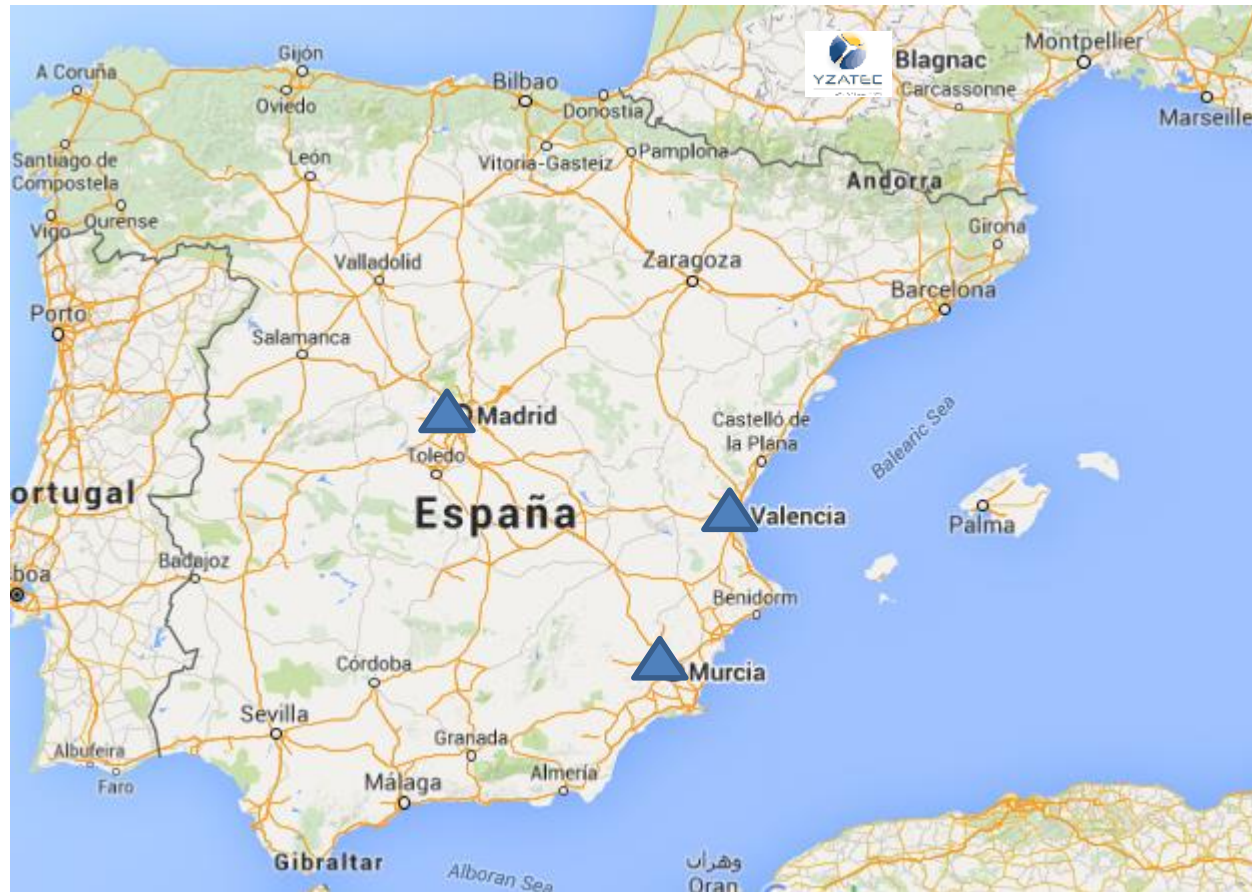 Gijón
A Coruña
Oviedo
Bilbao
Donostia
YZATEC
Blagnac
Montpellier
Carcassonne
Marseille
Santiago de
Compostela
León
Vitoria-Gasteiz
Pamplona
Andorra
Vigo
Ourense
Girona
Valladolid
Zaragoza
Barcelona
Porto
Salamanca
Madrid
Castelló de
la Plana
Balearic Sea
Toledo
ortugal
España
Valencia
Palma
Badajoz
boa
Benidorm
Córdoba
Murcia
Sevilla
Granada
Albufeira
Faro
Málaga
Almería
Gibraltar
Alboran Sea
وهران
Oran